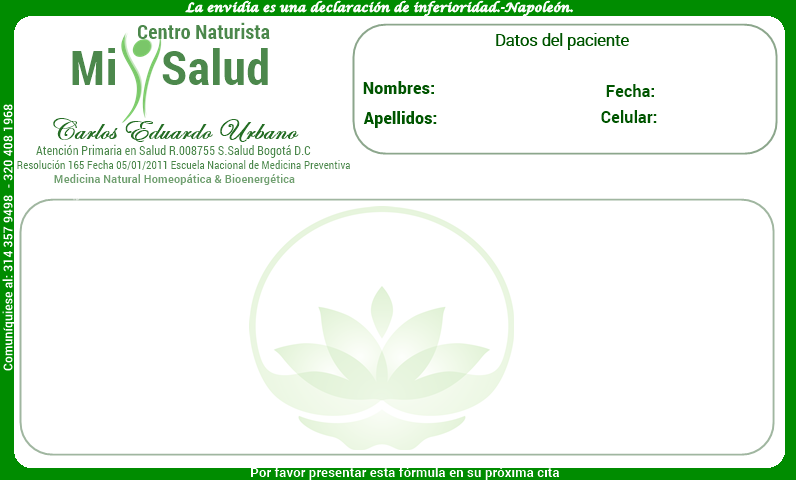 La envidia es una declaración de inferioridad.-Napoleón.
Centro Naturista
Mi Salud
Carlos Eduardo Urbano
Atención Primaria en Salud R.008755 S.Salud Bogotá D.C
Resolución 165 Fecha 05/01/2011 Escuela Nacional de Medicina Preventiva
Medicina Natural Homeopática & Bioenergética
Datos del paciente
Nombres:
Fecha:
Apellidos:
Celular:
Comuníquiese al: 314 357 9498 - 320 408 1968
Por favor presentar esta fórmula en su próxima cita